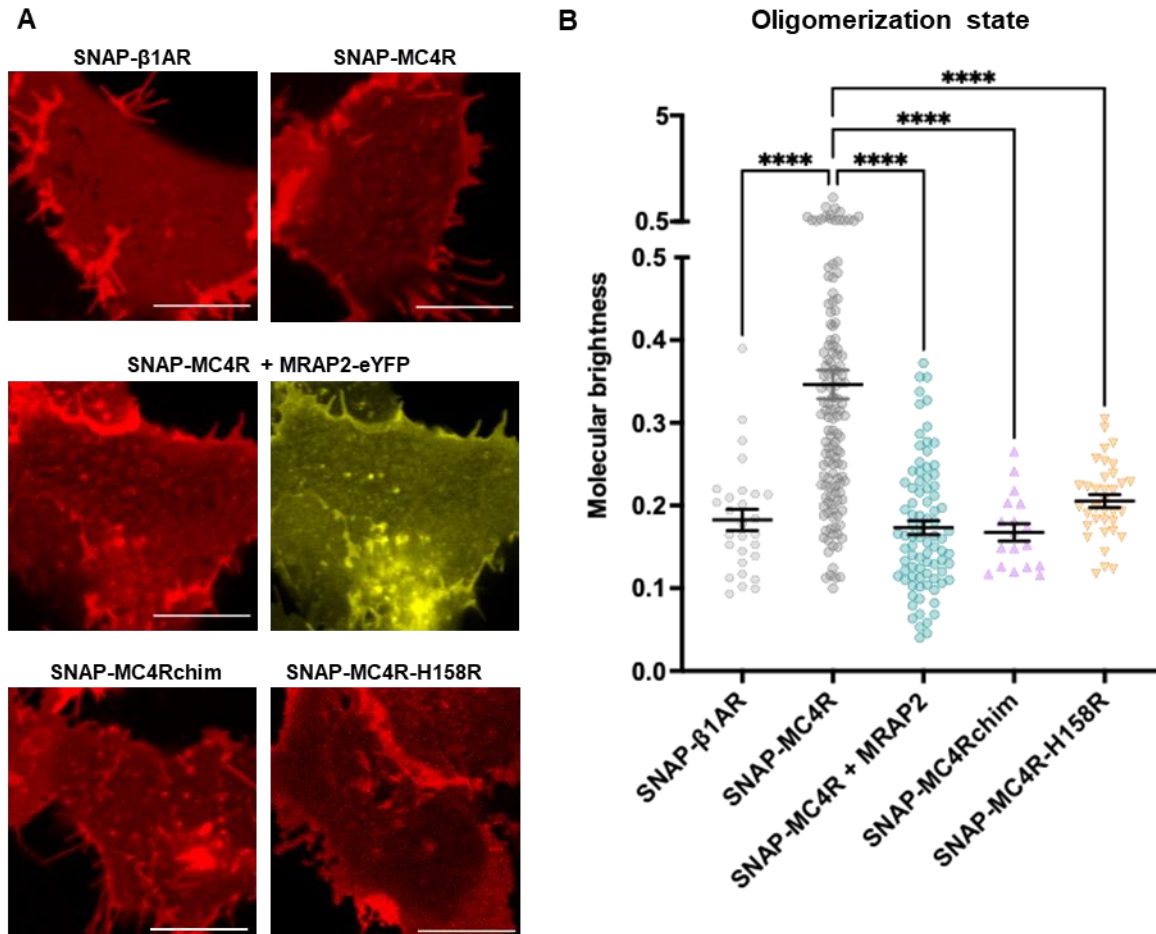 A
SNAP-β1AR
SNAP-MC4R
SNAP-MC4R + MRAP2-eYFP
SNAP-MC4Rchim
SNAP-MC4R-H158R
B
Oligomerization state
****
****
**** ****
5
0.5
0.5
0.4
0.3
0.2
0.1
0.0
Molecular brightness
SNAP-β1AR
SNAP-MC4R
SNAP-MC4R + MRAP2
SNAP-MC4Rchim
SNAP-MC4R-H158R